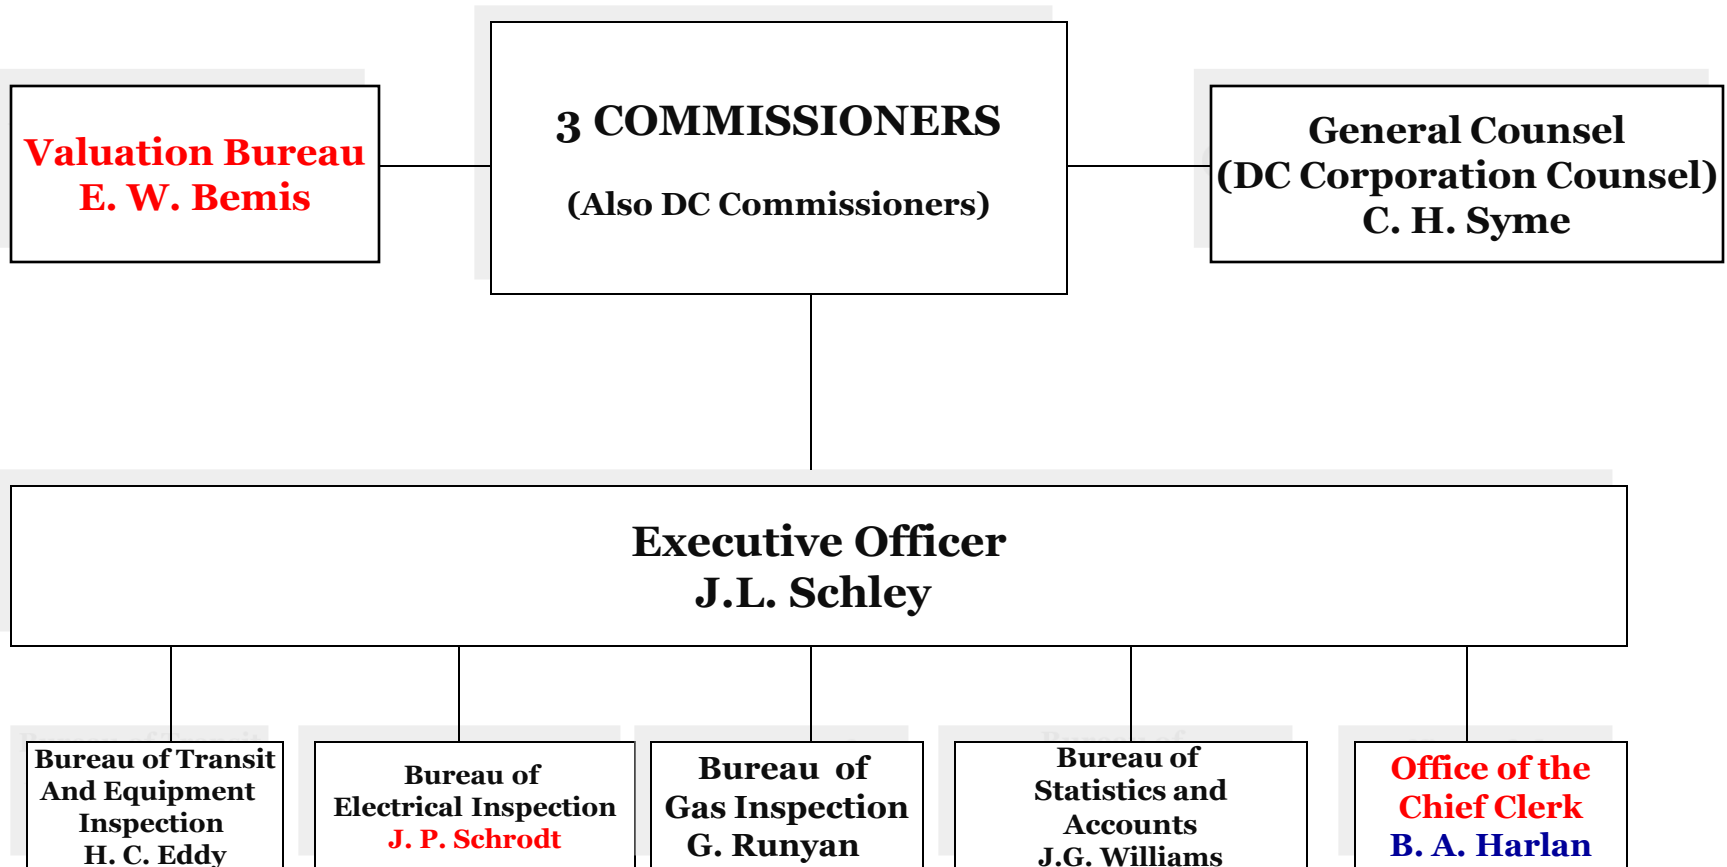 3 COMMISSIONERS
(Also DC Commissioners)
Valuation Bureau
E. W. Bemis
General Counsel
(DC Corporation Counsel)
C. H. Syme
Executive Officer
J.L. Schley
Bureau of Transit
And Equipment
Inspection
H. C. Eddy
Bureau of
Electrical Inspection
J. P. Schrodt
Bureau of
Gas Inspection
G. Runyan
Bureau of
Statistics and
Accounts
J.G. Williams
Office of the
Chief Clerk
B. A. Harlan